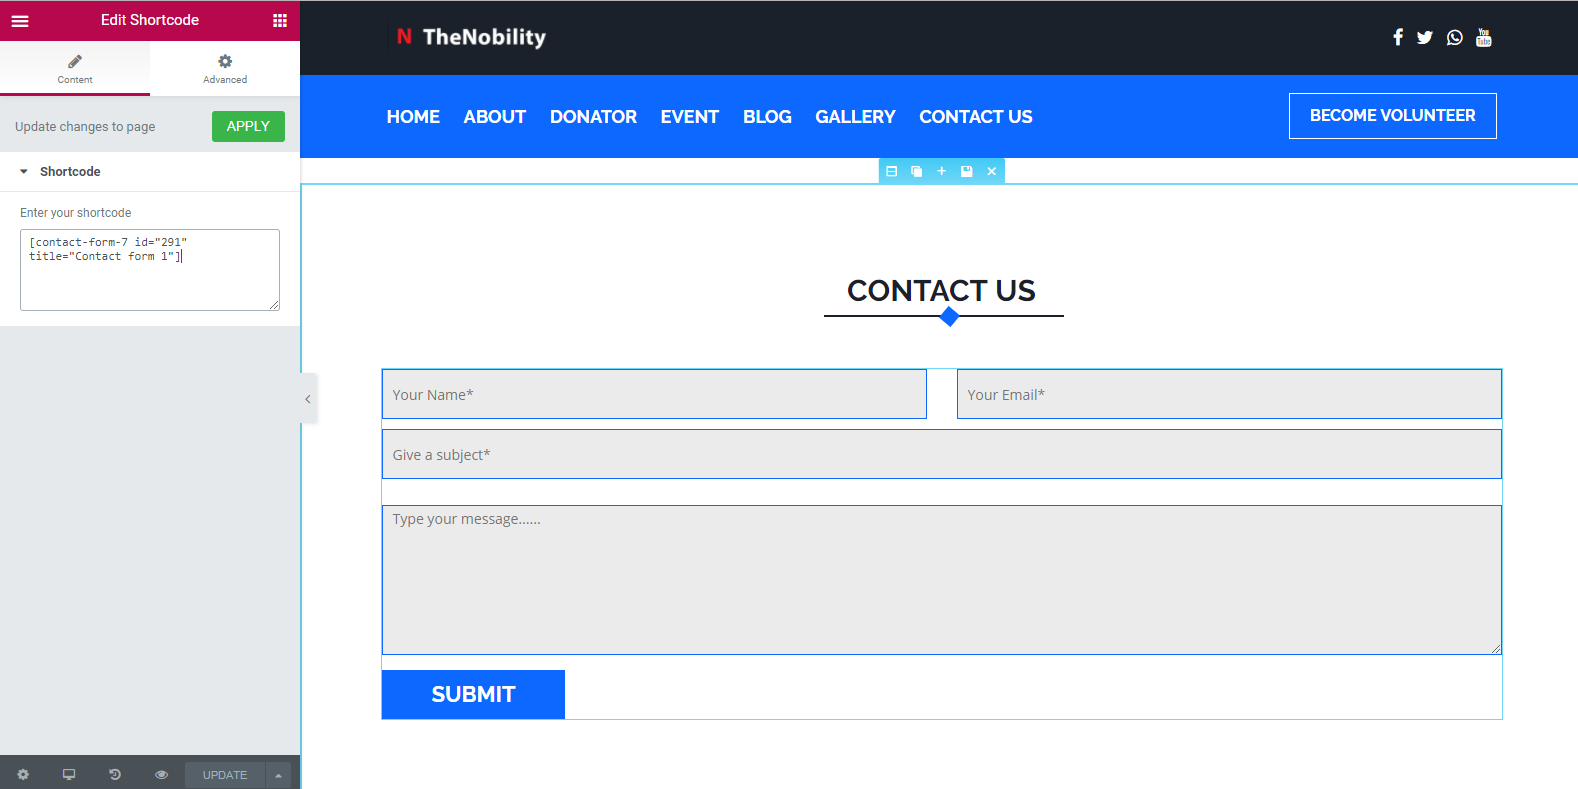 Edit Shortcode
Content
Advanced
Update changes to page
APPLY
Shortcode
Enter your shortcode
[contact-form-7 id="291"
title="Contact form 1"]
UPDATE
N TheNobility
You
Tube
HOME ABOUT DONATOR EVENT BLOG GALLERY CONTACT US
BECOME VOLUNTEER
CONTACT US
Your Name*
Your Email*
Give a subject*
Type your message......
SUBMIT